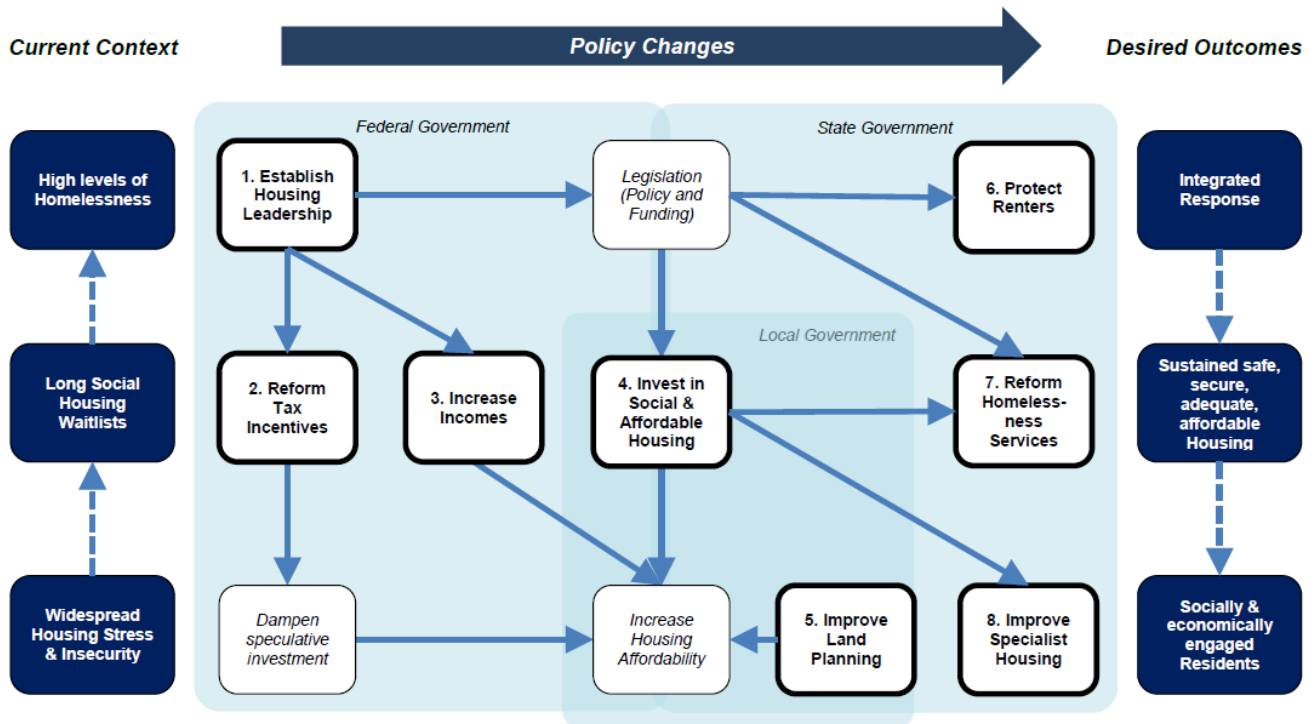 Current Context
Policy Changes
Desired Outcomes
Federal Government
State Government
High levels of
Homelessness
1. Establish
Housing
Leadership
Legislation
(Policy and
Funding)
6. Protect
Renters
Integrated
Response
Local Government
Long Social
Housing
Waitlists
2. Reform
Tax
Incentives
3. Increase
Incomes
4. Invest in
Social &
Affordable
Housing
7. Reform
Homeless-
ness
Services
Sustained safe,
secure,
adequate,
affordable
Housing
Widespread
Housing Stress
& Insecurity
Dampen
speculative
investment
Increase
Housing
Affordability
5. Improve
Land
Planning
8. Improve
Specialist
Housing
Socially &
economically
engaged
Residents